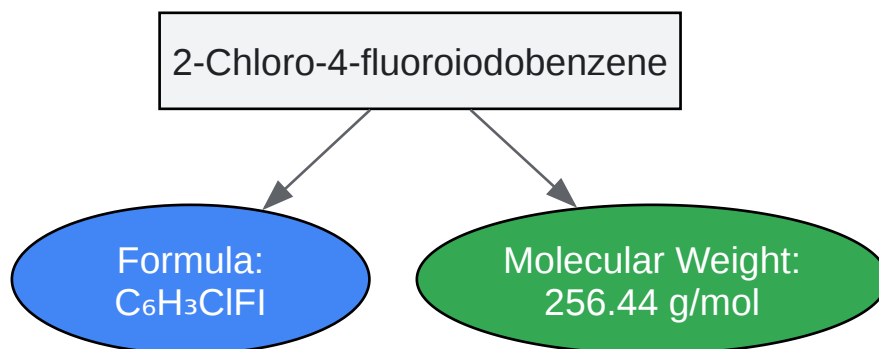 2-Chloro-4-fluoroiodobenzene
Formula:
C₆H₃ClFI
Molecular Weight:
256.44 g/mol